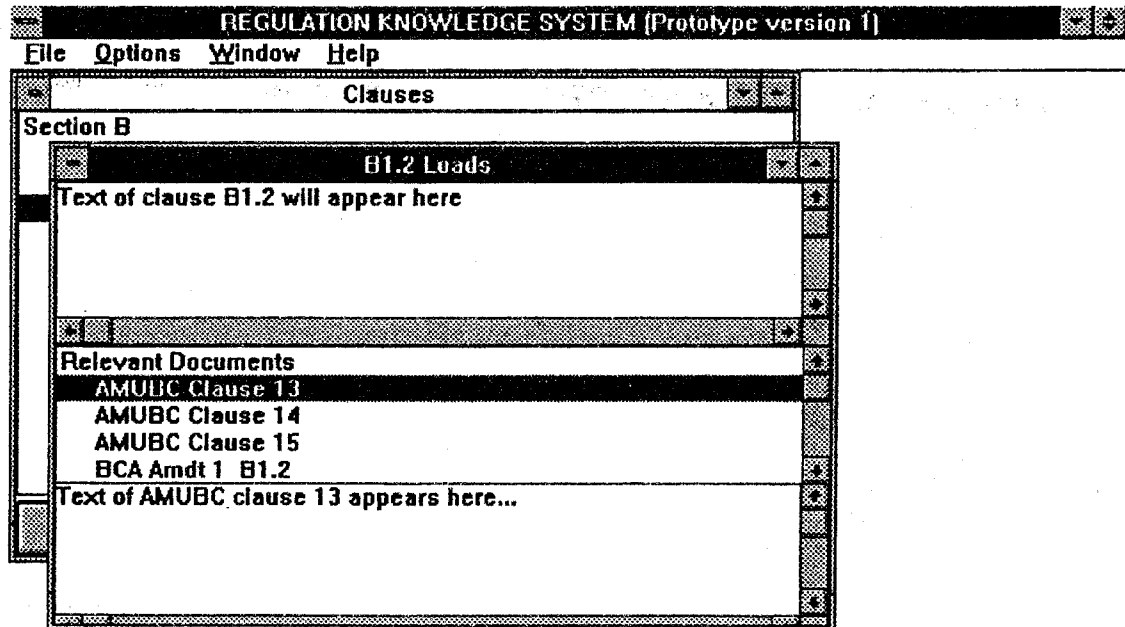 REGULATION KNOWLEDGE SYSTEM (Prototype version 1)
File Options Window Help
Clauses
Section B
B1.2 Loads
Text of clause B1.2 will appear here
Relevant Documents
AMUBC Clause 13
AMUBC Clause 14
AMUBC Clause 15
BCA Amdt 1 B1.2
Text of AMUBC clause 13 appears here...